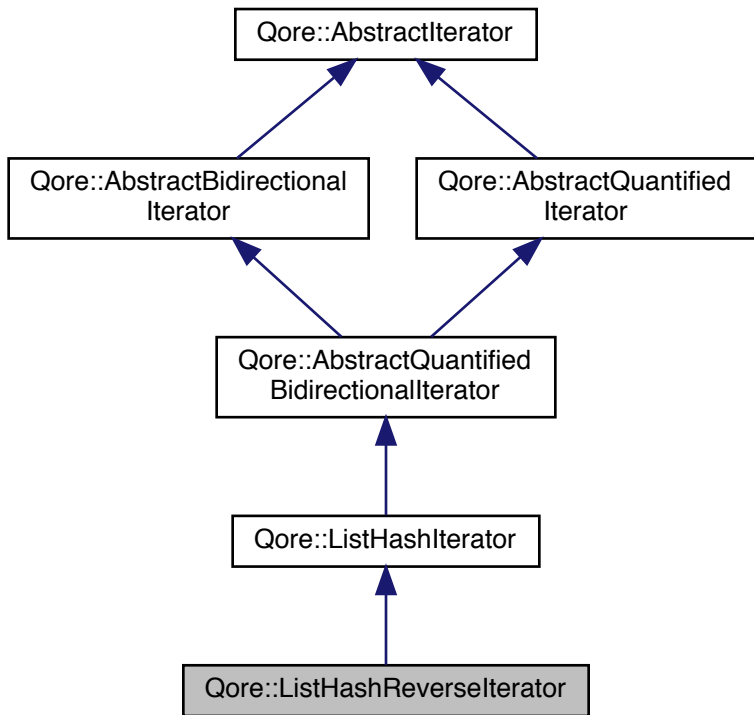 Qore::AbstractIterator
Qore::AbstractBidirectional
Iterator
Qore::AbstractQuantified
Iterator
Qore::AbstractQuantified
BidirectionalIterator
Qore::ListHashIterator
Qore::ListHashReverseIterator